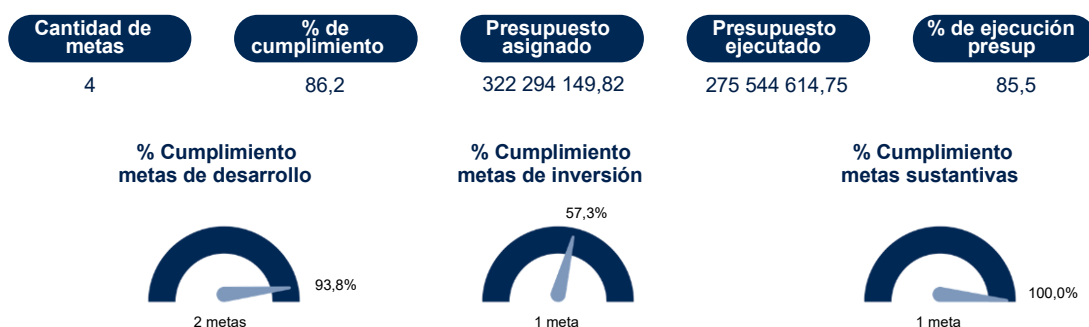 Cantidad de
metas
% de
cumplimiento
Presupuesto
asignado
Presupuesto
ejecutado
% de ejecución
presup
4
86,2
322 294 149,82
275 544 614,75
85,5
% Cumplimiento
metas de desarrollo
% Cumplimiento
metas de inversión
% Cumplimiento
metas sustantivas
93,8%
2 metas
57,3%
1 meta
100,0%
1 meta